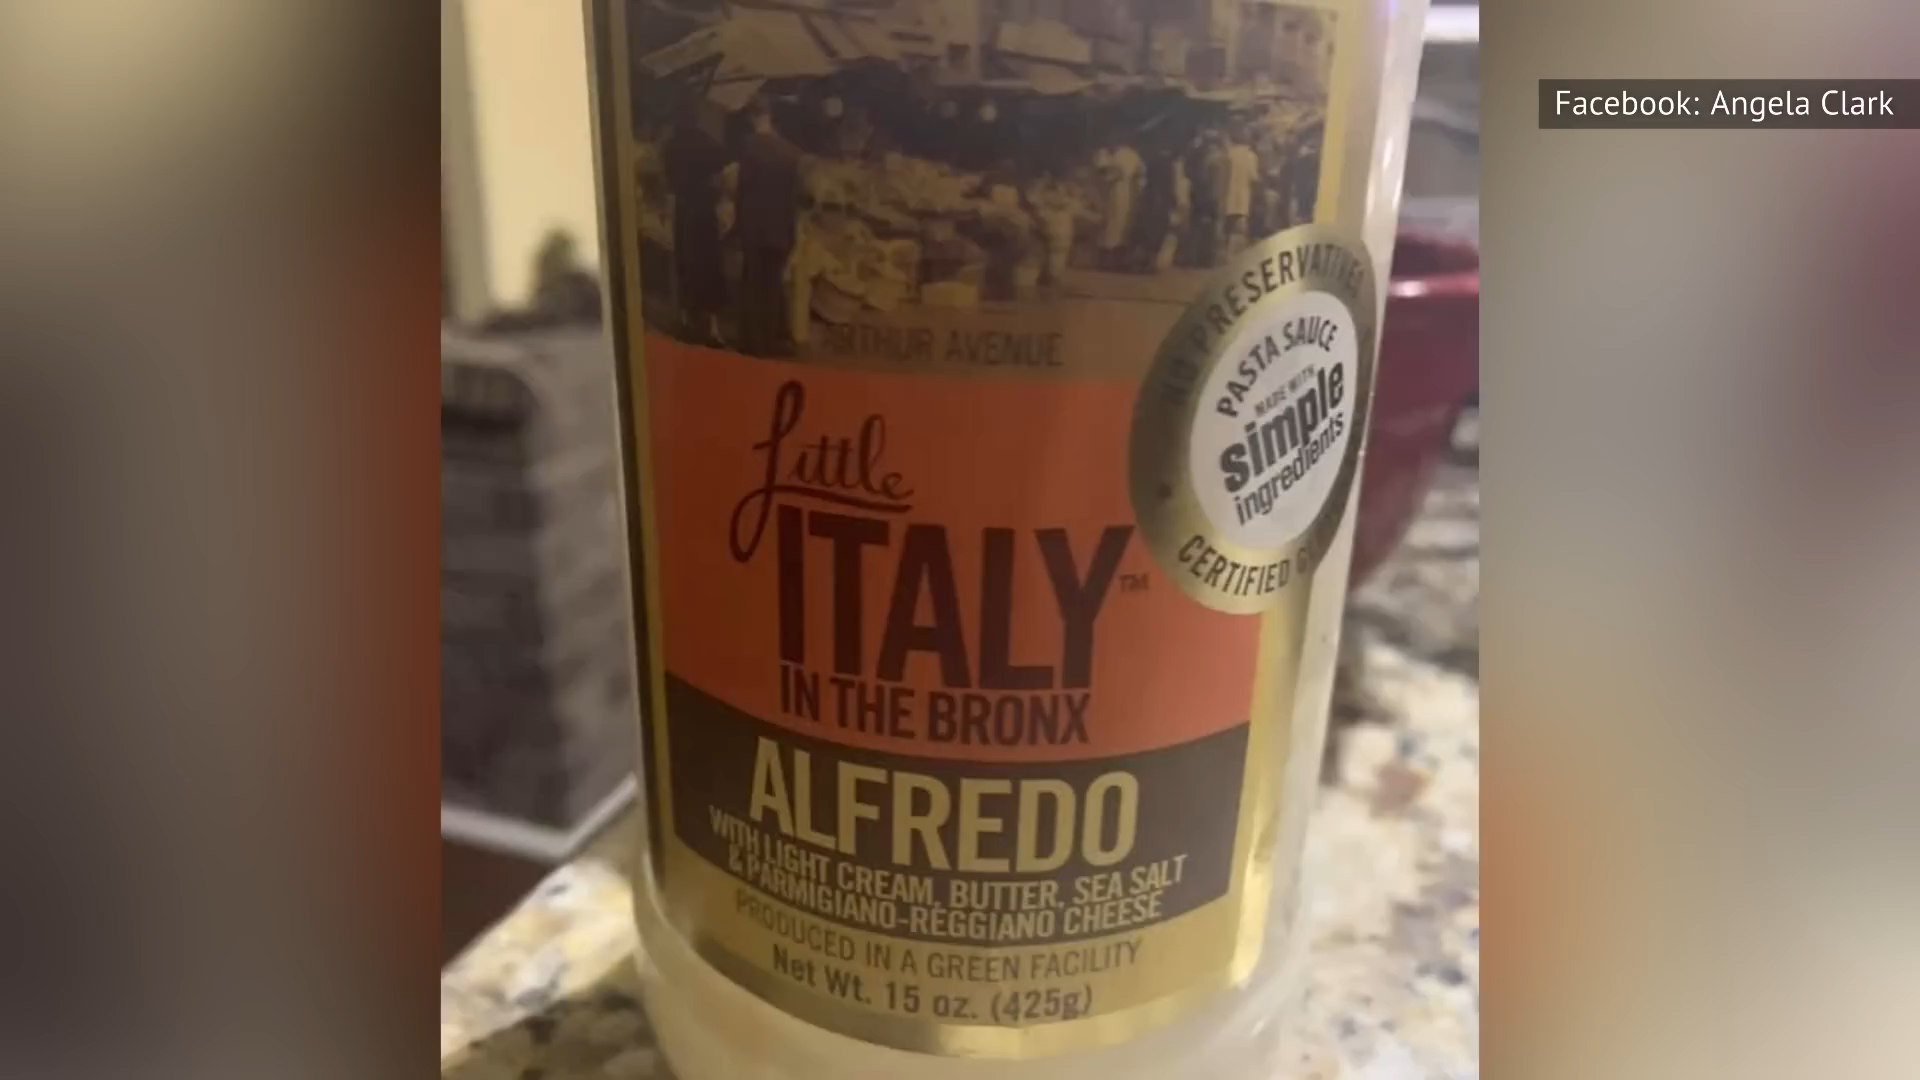 Facebook: Angela Clark
ARTHUR AVENUE
NO PRESERVATIVES
PASTA SAUCE
MADE WITH
simple
ingredients
CERTIFIED
Little
ITALY™
IN THE BRONX
ALFREDO
WITH LIGHT CREAM, BUTTER, SEA SALT
& PARMIGIANO-REGGIANO CHEESE
PRODUCED IN A GREEN FACILITY
Net Wt. 15 oz. (425g)